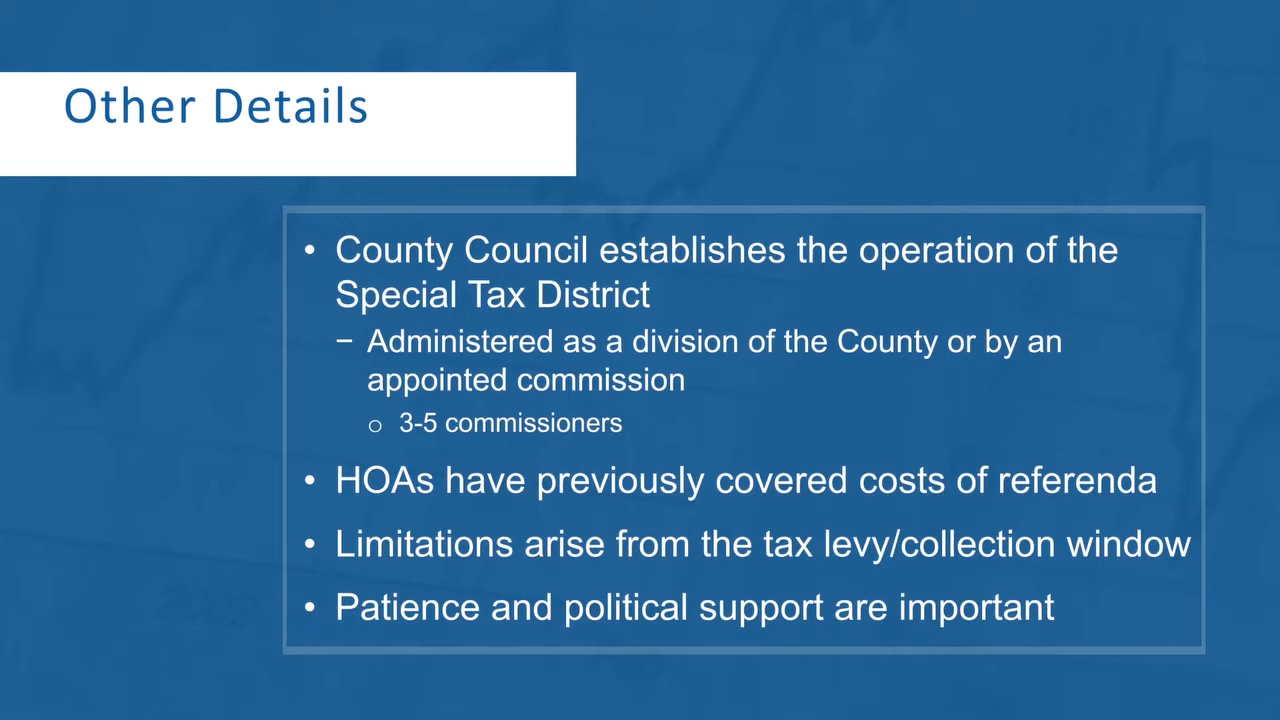 Other Details
• County Council establishes the operation of the
Special Tax District
− Administered as a division of the County or by an
appointed commission
o 3-5 commissioners
• HOAs have previously covered costs of referenda
• Limitations arise from the tax levy/collection window
• Patience and political support are important